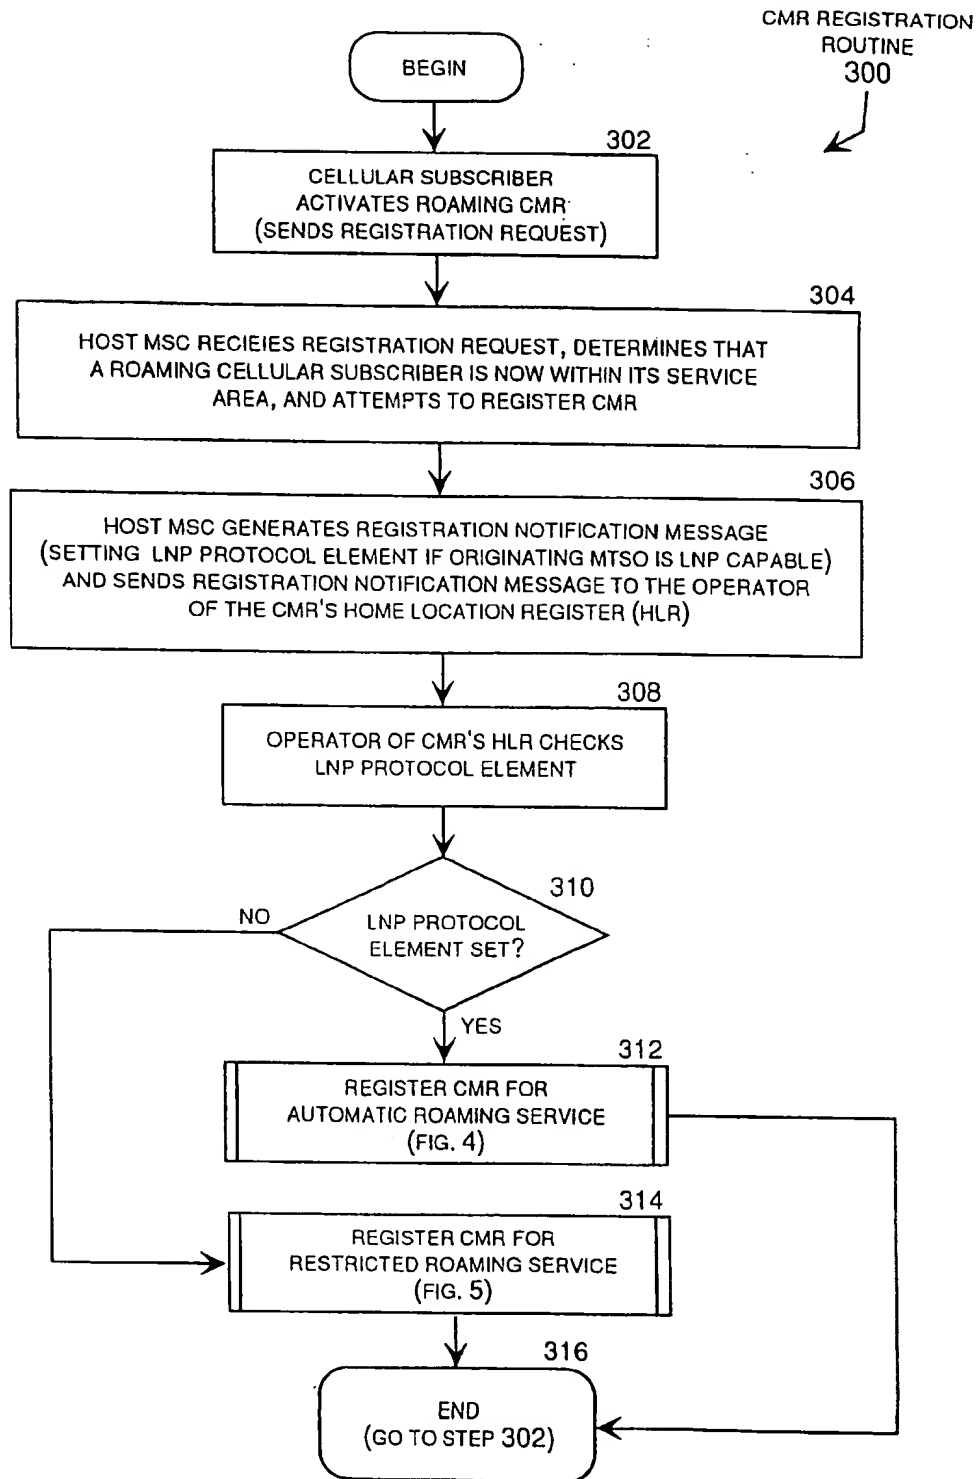 CMR REGISTRATION
ROUTINE
300
BEGIN
302
CELLULAR SUBSCRIBER
ACTIVATES ROAMING CMR
(SENDS REGISTRATION REQUEST)
304
HOST MSC RECIEIES REGISTRATION REQUEST, DETERMINES THAT
A ROAMING CELLULAR SUBSCRIBER IS NOW WITHIN ITS SERVICE
AREA, AND ATTEMPTS TO REGISTER CMR
306
HOST MSC GENERATES REGISTRATION NOTIFICATION MESSAGE
(SETTING LNP PROTOCOL ELEMENT IF ORIGINATING MTSO IS LNP CAPABLE)
AND SENDS REGISTRATION NOTIFICATION MESSAGE TO THE OPERATOR
OF THE CMR'S HOME LOCATION REGISTER (HLR)
308
OPERATOR OF CMR'S HLR CHECKS
LNP PROTOCOL ELEMENT
310
NO
LNP PROTOCOL
ELEMENT SET?
YES
312
REGISTER CMR FOR
AUTOMATIC ROAMING SERVICE
(FIG. 4)
314
REGISTER CMR FOR
RESTRICTED ROAMING SERVICE
(FIG. 5)
316
END
(GO TO STEP 302)